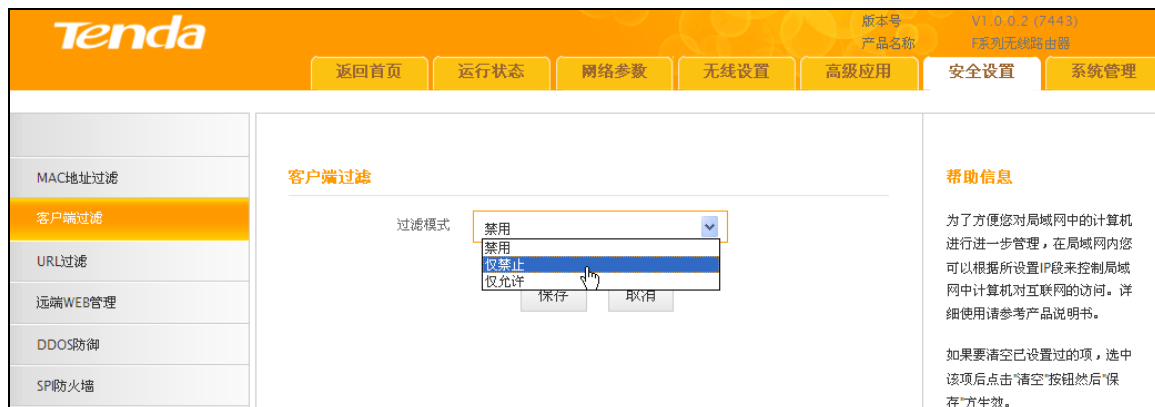 Tenda
版本号 V1.0.0.2 (7443)
产品名称 F系列无线路由器
返回首页 运行状态 网络参数 无线设置 高级应用 安全设置 系统管理
MAC地址过滤
客户端过滤
URL过滤
远端WEB管理
DDOS防御
SPI防火墙
客户端过滤
过滤模式 禁用
禁用
仅禁止
仅允许
保存 取消
帮助信息
为了方便您对局域网中的计算机
进行进一步管理，在局域网内您
可以根据所设置IP段来控制局域
网中计算机对互联网的访问。详
细使用请参考产品说明书。
如果要清空已设置过的项，选中
该项后点击"清空"按钮然后"保
存"方生效。